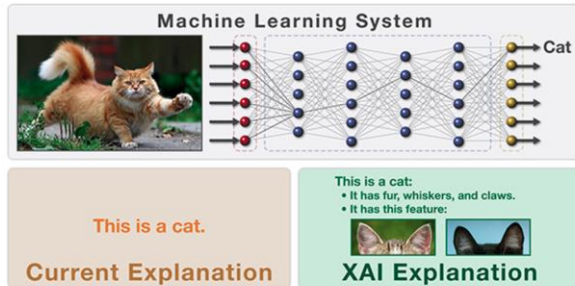 Machine Learning System
Cat
This is a cat.
Current Explanation
This is a cat:
• It has fur, whiskers, and claws.
• It has this feature:
XAI Explanation